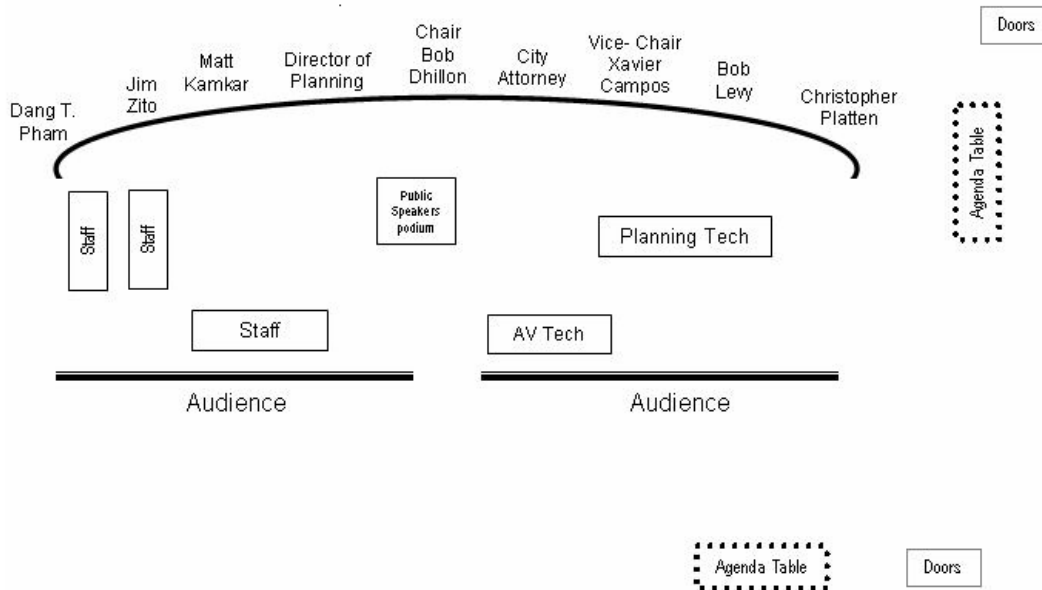 Doors
Chair
Bob
Dhillon
Vice- Chair
Xavier
Campos
City
Attorney
Director of
Planning
Matt
Kamkar
Bob
Levy
Jim
Zito
Christopher
Platten
Dang T.
Pham
Agenda Table
Public
Speakers
podium
Staff
Staff
Planning Tech
Staff
AV Tech
Audience
Audience
Agenda Table
Doors